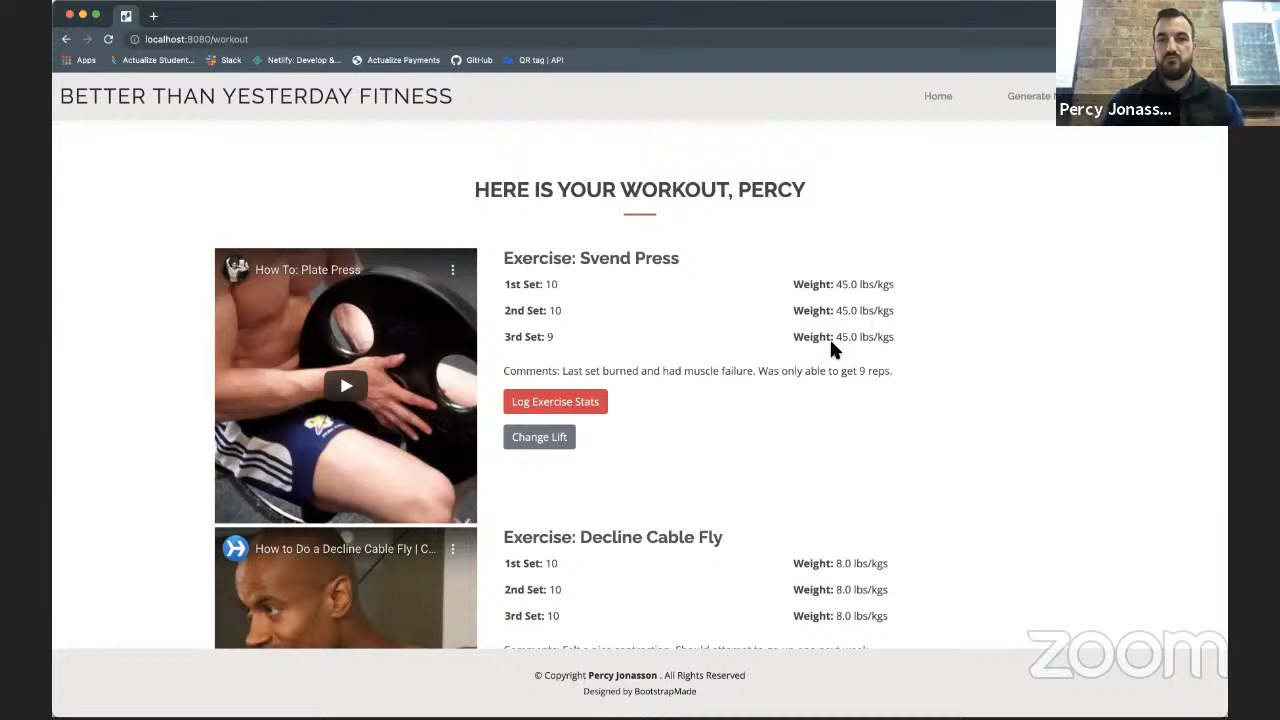 localhost:8080/workout
Apps
Actualize Student...
Slack
Netlify: Develop &...
Actualize Payments
GitHub
QR tag | API
BETTER THAN YESTERDAY FITNESS
Home
Generate
Percy Jonass...
HERE IS YOUR WORKOUT, PERCY
How To: Plate Press
Exercise: Svend Press
1st Set: 10 Weight: 45.0 lbs/kgs
2nd Set: 10 Weight: 45.0 lbs/kgs
3rd Set: 9 Weight: 45.0 lbs/kgs
Comments: Last set burned and had muscle failure. Was only able to get 9 reps.
Log Exercise Stats
Change Lift
How to Do a Decline Cable Fly | C...
Exercise: Decline Cable Fly
1st Set: 10 Weight: 8.0 lbs/kgs
2nd Set: 10 Weight: 8.0 lbs/kgs
3rd Set: 10 Weight: 8.0 lbs/kgs
© Copyright Percy Jonasson . All Rights Reserved
Designed by BootstrapMade
zoom